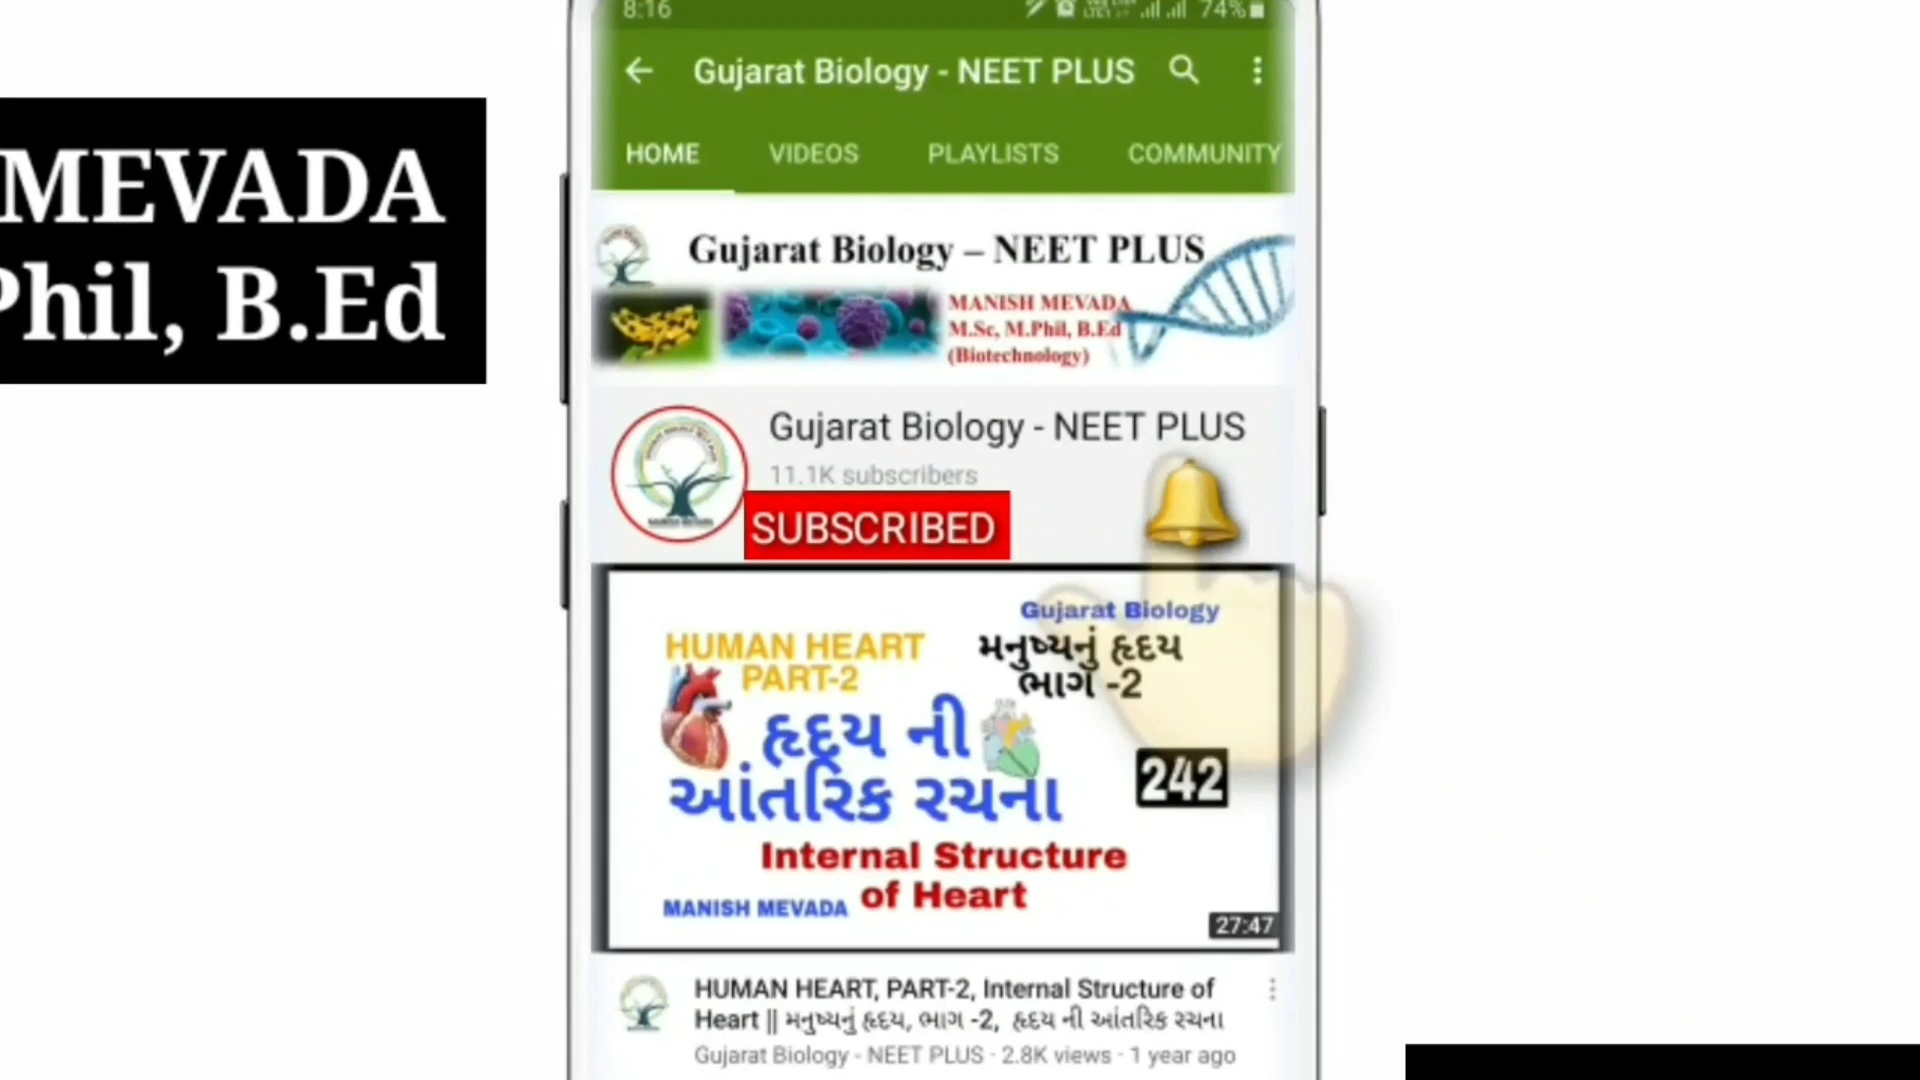 8:16
74%
Gujarat Biology - NEET PLUS
HOME VIDEOS PLAYLISTS COMMUNITY
MEVADA
Phil, B.Ed
Gujarat Biology – NEET PLUS
MANISH MEVADA
M.Sc, M.Phil, B.Ed
(Biotechnology)
Gujarat Biology - NEET PLUS
11.1K subscribers
SUBSCRIBED
Gujarat Biology
HUMAN HEART
PART-2
મનુષ્યનું હૃદય
ભાગ -2
હૃદય ની
આંતરિક રચના
242
Internal Structure
of Heart
MANISH MEVADA
27:47
HUMAN HEART, PART-2, Internal Structure of
Heart || મનુષ્યનું હૃદય, ભાગ -2, હૃદય ની આંતરિક રચના
Gujarat Biology - NEET PLUS · 2.8K views · 1 year ago